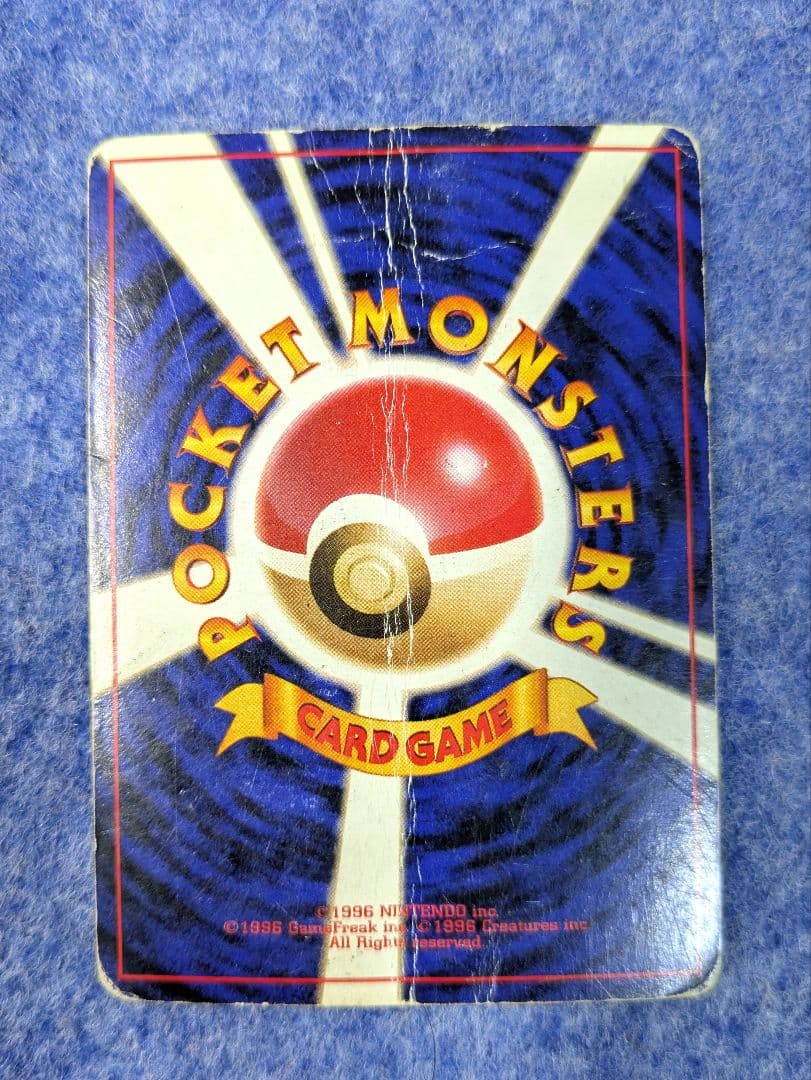 POCKET MONSTERS
CARD GAME
©1996 NINTENDO inc.
©1996 GameFreak inc. ©1996 Creatures inc.
All Rights reserved.